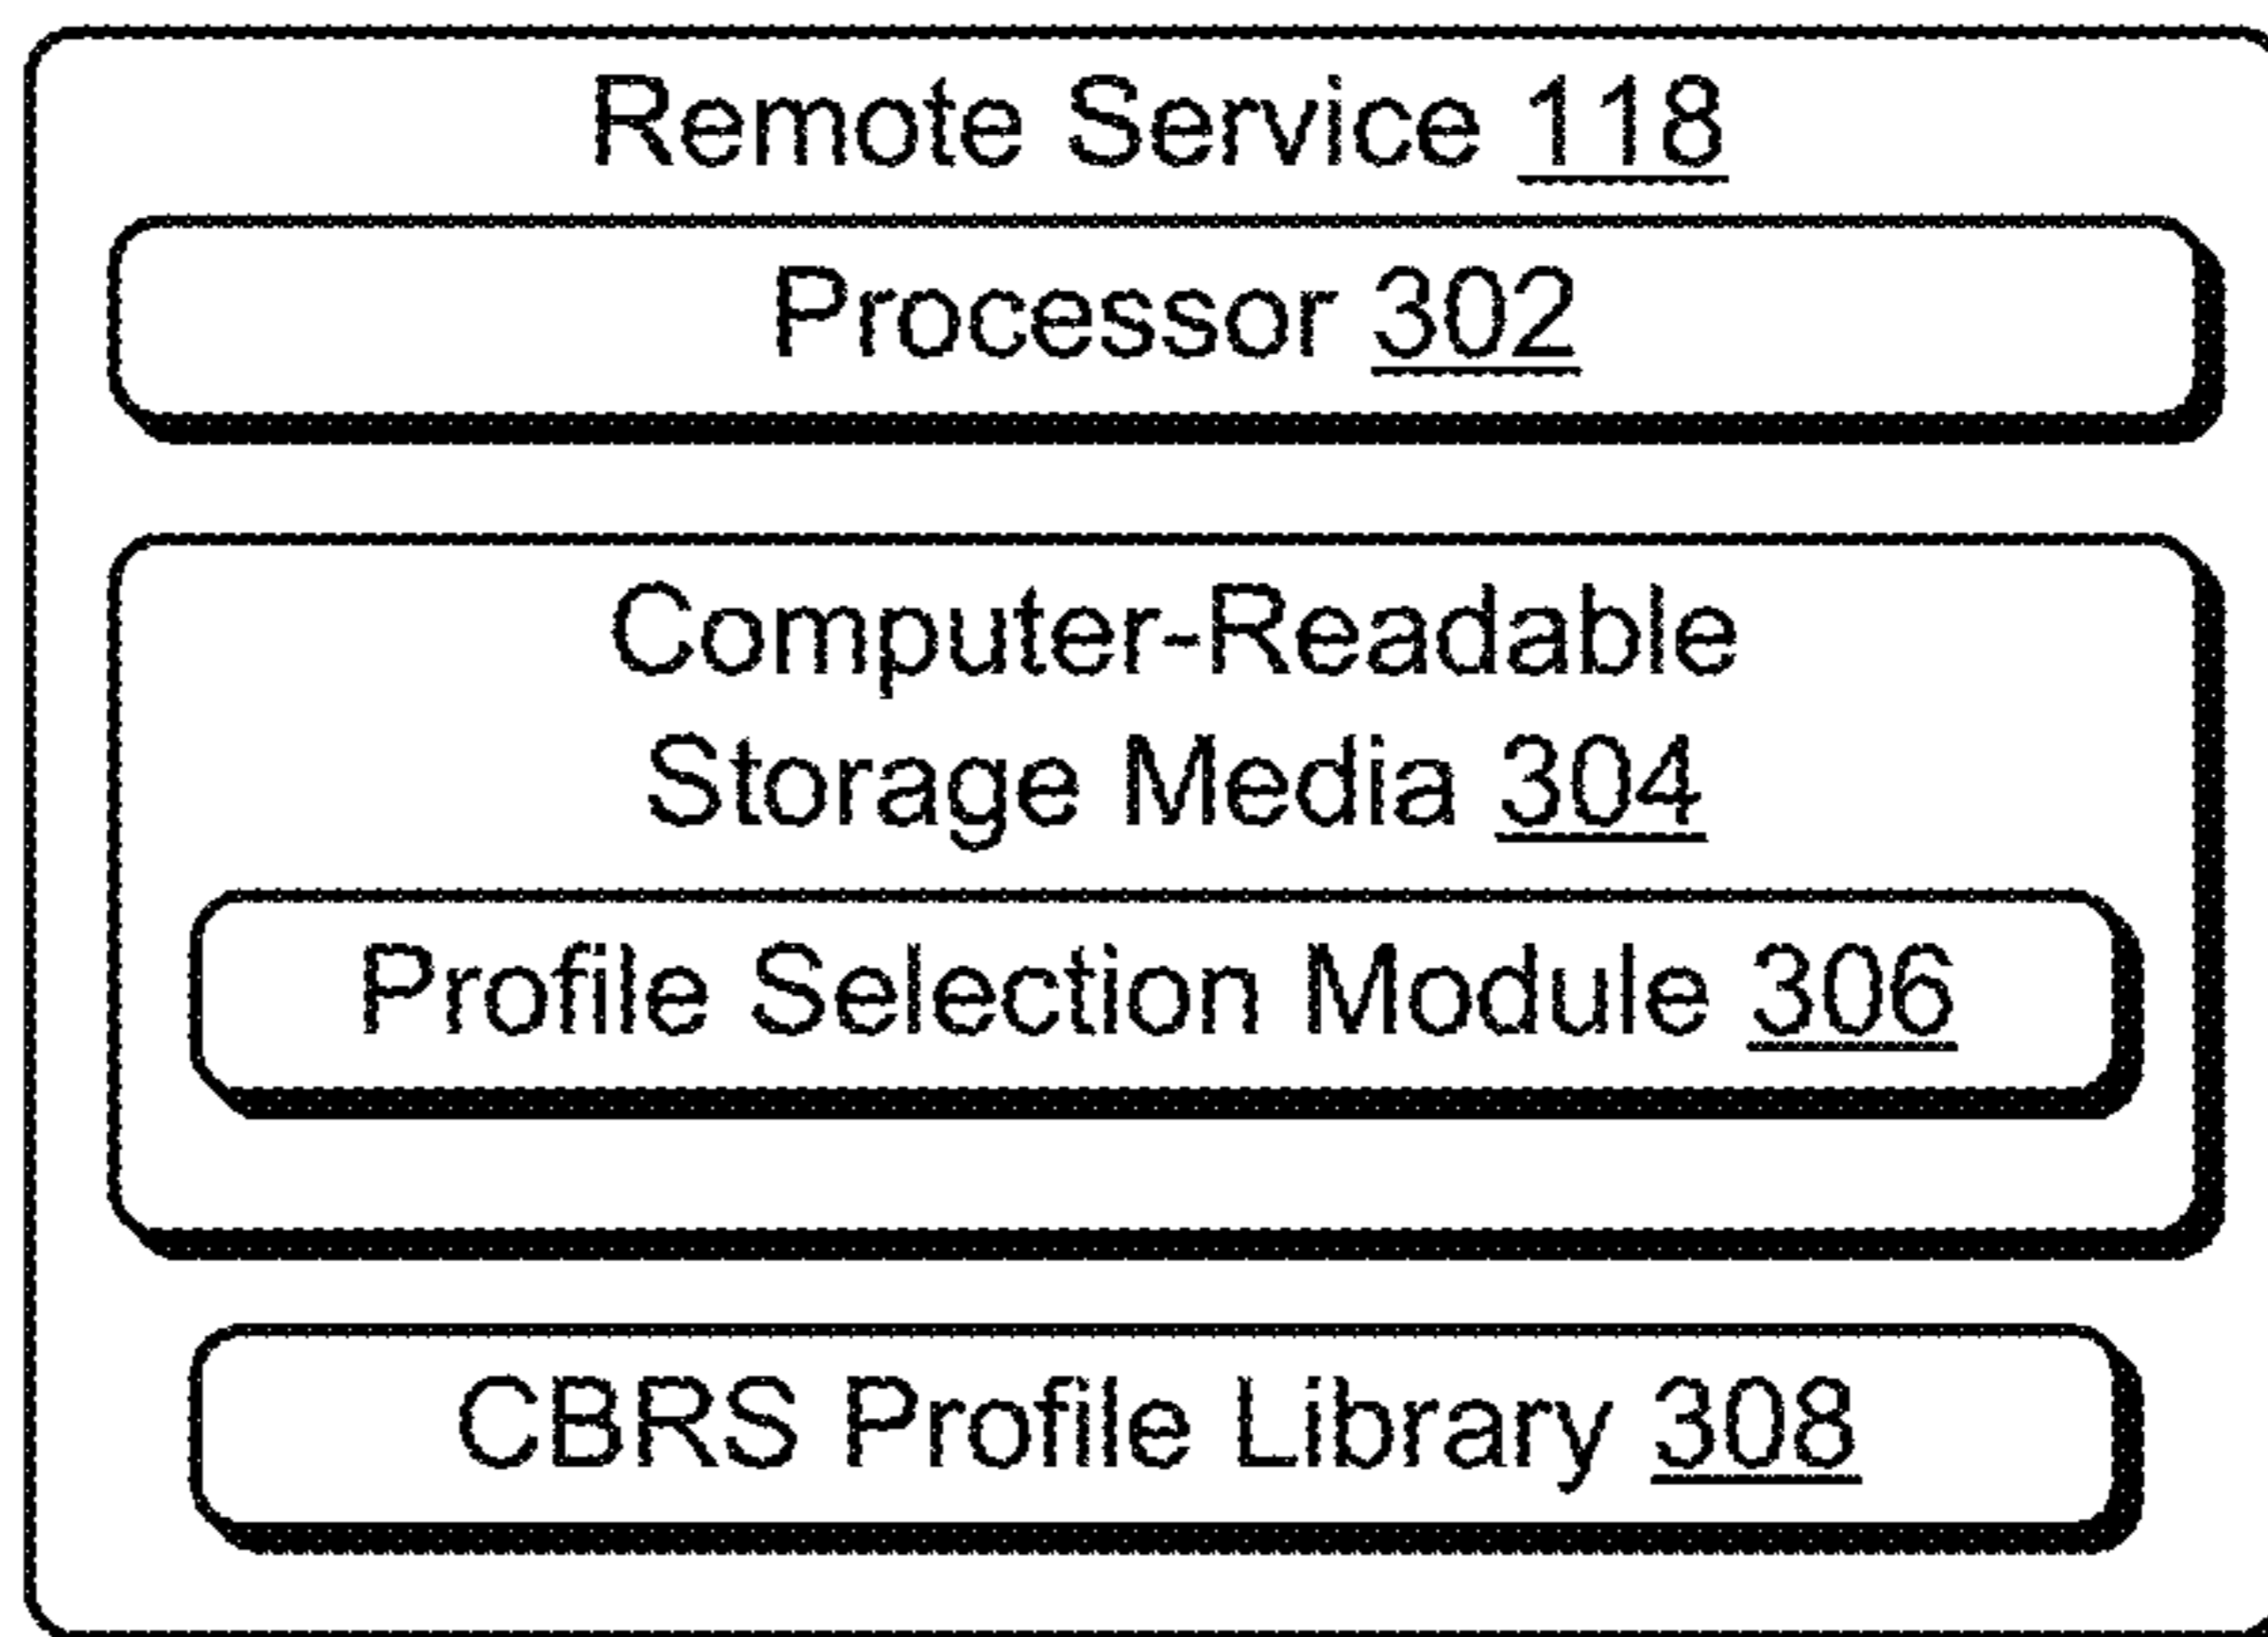 Remote Service 118
Processor 302
Computer-Readable
Storage Media 304
Profile Selection Module 306
CBRS Profile Library 308